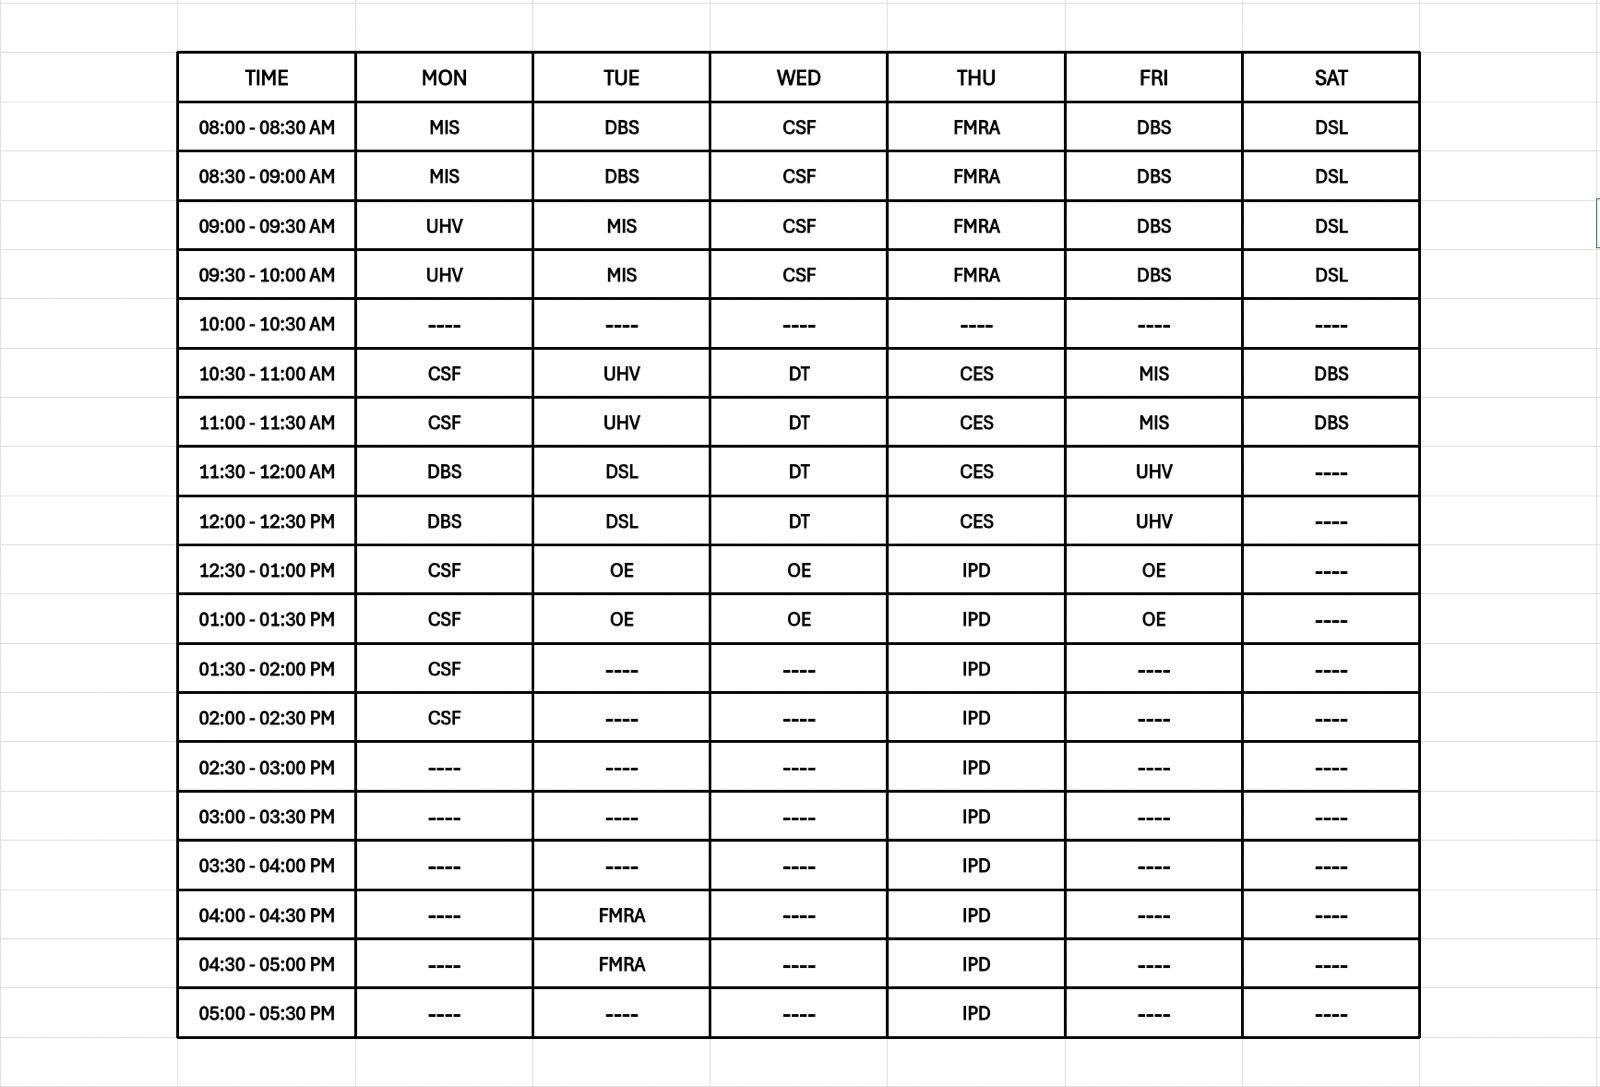 TIME MON TUE WED THU FRI SAT
08:00 - 08:30 AM MIS DBS CSF FMRA DBS DSL
08:30 - 09:00 AM MIS DBS CSF FMRA DBS DSL
09:00 - 09:30 AM UHV MIS CSF FMRA DBS DSL
09:30 - 10:00 AM UHV MIS CSF FMRA DBS DSL
10:00 - 10:30 AM ---- ---- ---- ---- ---- ----
10:30 - 11:00 AM CSF UHV DT CES MIS DBS
11:00 - 11:30 AM CSF UHV DT CES MIS DBS
11:30 - 12:00 AM DBS DSL DT CES UHV ----
12:00 - 12:30 PM DBS DSL DT CES UHV ----
12:30 - 01:00 PM CSF OE OE IPD OE ----
01:00 - 01:30 PM CSF OE OE IPD OE ----
01:30 - 02:00 PM CSF ---- ---- IPD ---- ----
02:00 - 02:30 PM CSF ---- ---- IPD ---- ----
02:30 - 03:00 PM ---- ---- ---- IPD ---- ----
03:00 - 03:30 PM ---- ---- ---- IPD ---- ----
03:30 - 04:00 PM ---- ---- ---- IPD ---- ----
04:00 - 04:30 PM ---- FMRA ---- IPD ---- ----
04:30 - 05:00 PM ---- FMRA ---- IPD ---- ----
05:00 - 05:30 PM ---- ---- ---- IPD ---- ----